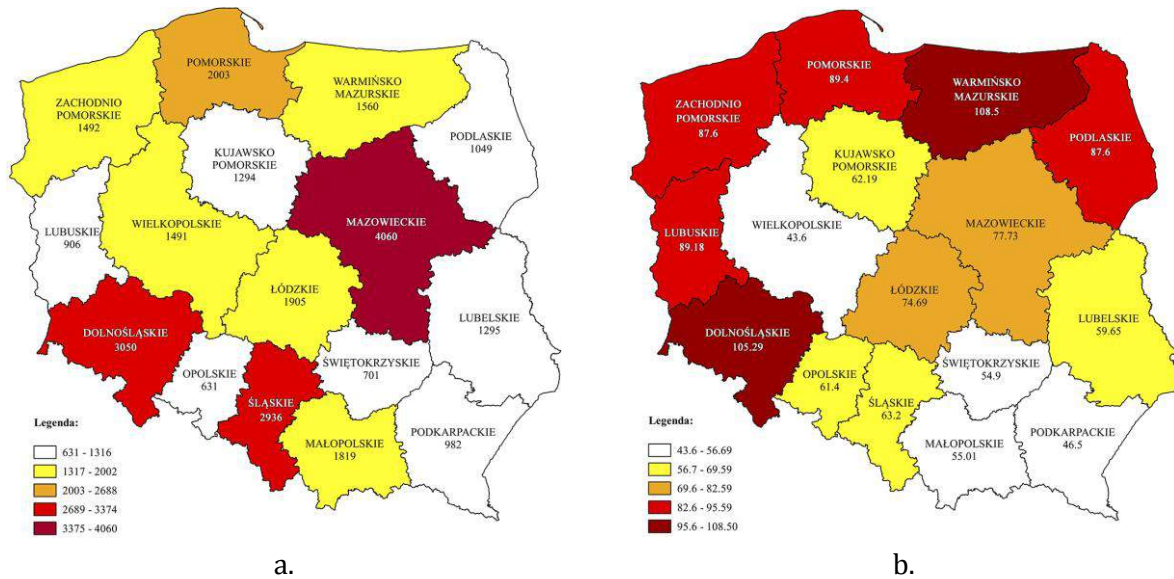 POMORSKIE
2003
WARMIŃSKO
MAZURSKIE
1560
ZACHODNIO
POMORSKIE
1492
PODLASKIE
1049
KUJAWSKO
POMORSKIE
1294
MAZOWIECKIE
4060
WIELKOPOLSKIE
1491
LUBUSKIE
906
ŁÓDZKIE
1905
LUBELSKIE
1295
DOLNOŚLĄSKIE
3050
OPOLSKIE
631
ŚWIĘTOKRZYSKIE
701
ŚLĄSKIE
2936
MAŁOPOLSKIE
1819
PODKARPACKIE
982
Legenda:
631 - 1316
1317 - 2002
2003 - 2688
2689 - 3374
3375 - 4060
a.
POMORSKIE
89.4
WARMIŃSKO
MAZURSKIE
108.5
ZACHODNIO
POMORSKIE
87.6
PODLASKIE
87.6
KUJAWSKO
POMORSKIE
62.19
MAZOWIECKIE
77.73
WIELKOPOLSKIE
43.6
LUBUSKIE
89.18
ŁÓDZKIE
74.69
LUBELSKIE
59.65
DOLNOŚLĄSKIE
105.29
OPOLSKIE
61.4
ŚWIĘTOKRZYSKIE
54.9
ŚLĄSKIE
63.2
MAŁOPOLSKIE
55.01
PODKARPACKIE
46.5
Legenda:
43.6 - 56.69
56.7 - 69.59
69.6 - 82.59
82.6 - 95.59
95.6 - 108.50
b.